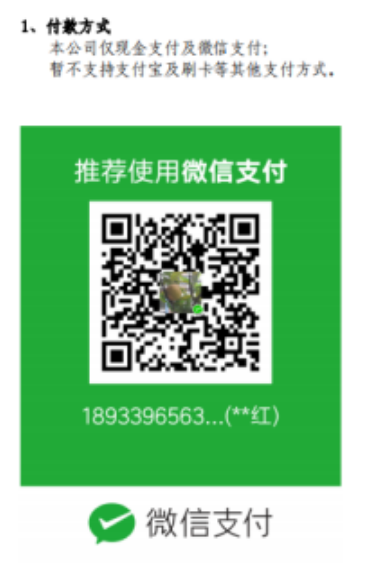 1、付款方式
本公司仅现金支付及微信支付;
暂不支持支付宝及刷卡等其他支付方式。
推荐使用微信支付
1893396563...(**红)
微信支付